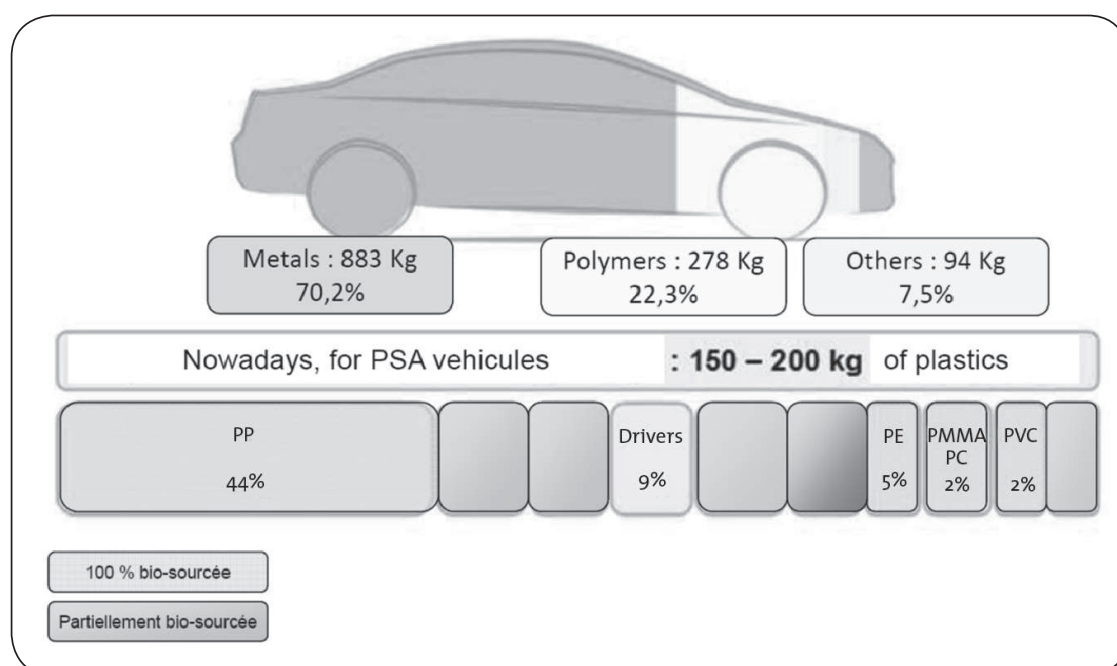 Metals : 883 Kg
70,2%
Polymers : 278 Kg
22,3%
Others : 94 Kg
7,5%
Nowadays, for PSA vehicules : 150 – 200 kg of plastics
PP
44%
Drivers
9%
PE
5%
PMMA
PC
2%
PVC
2%
100 % bio-sourcée
Partiellement bio-sourcée